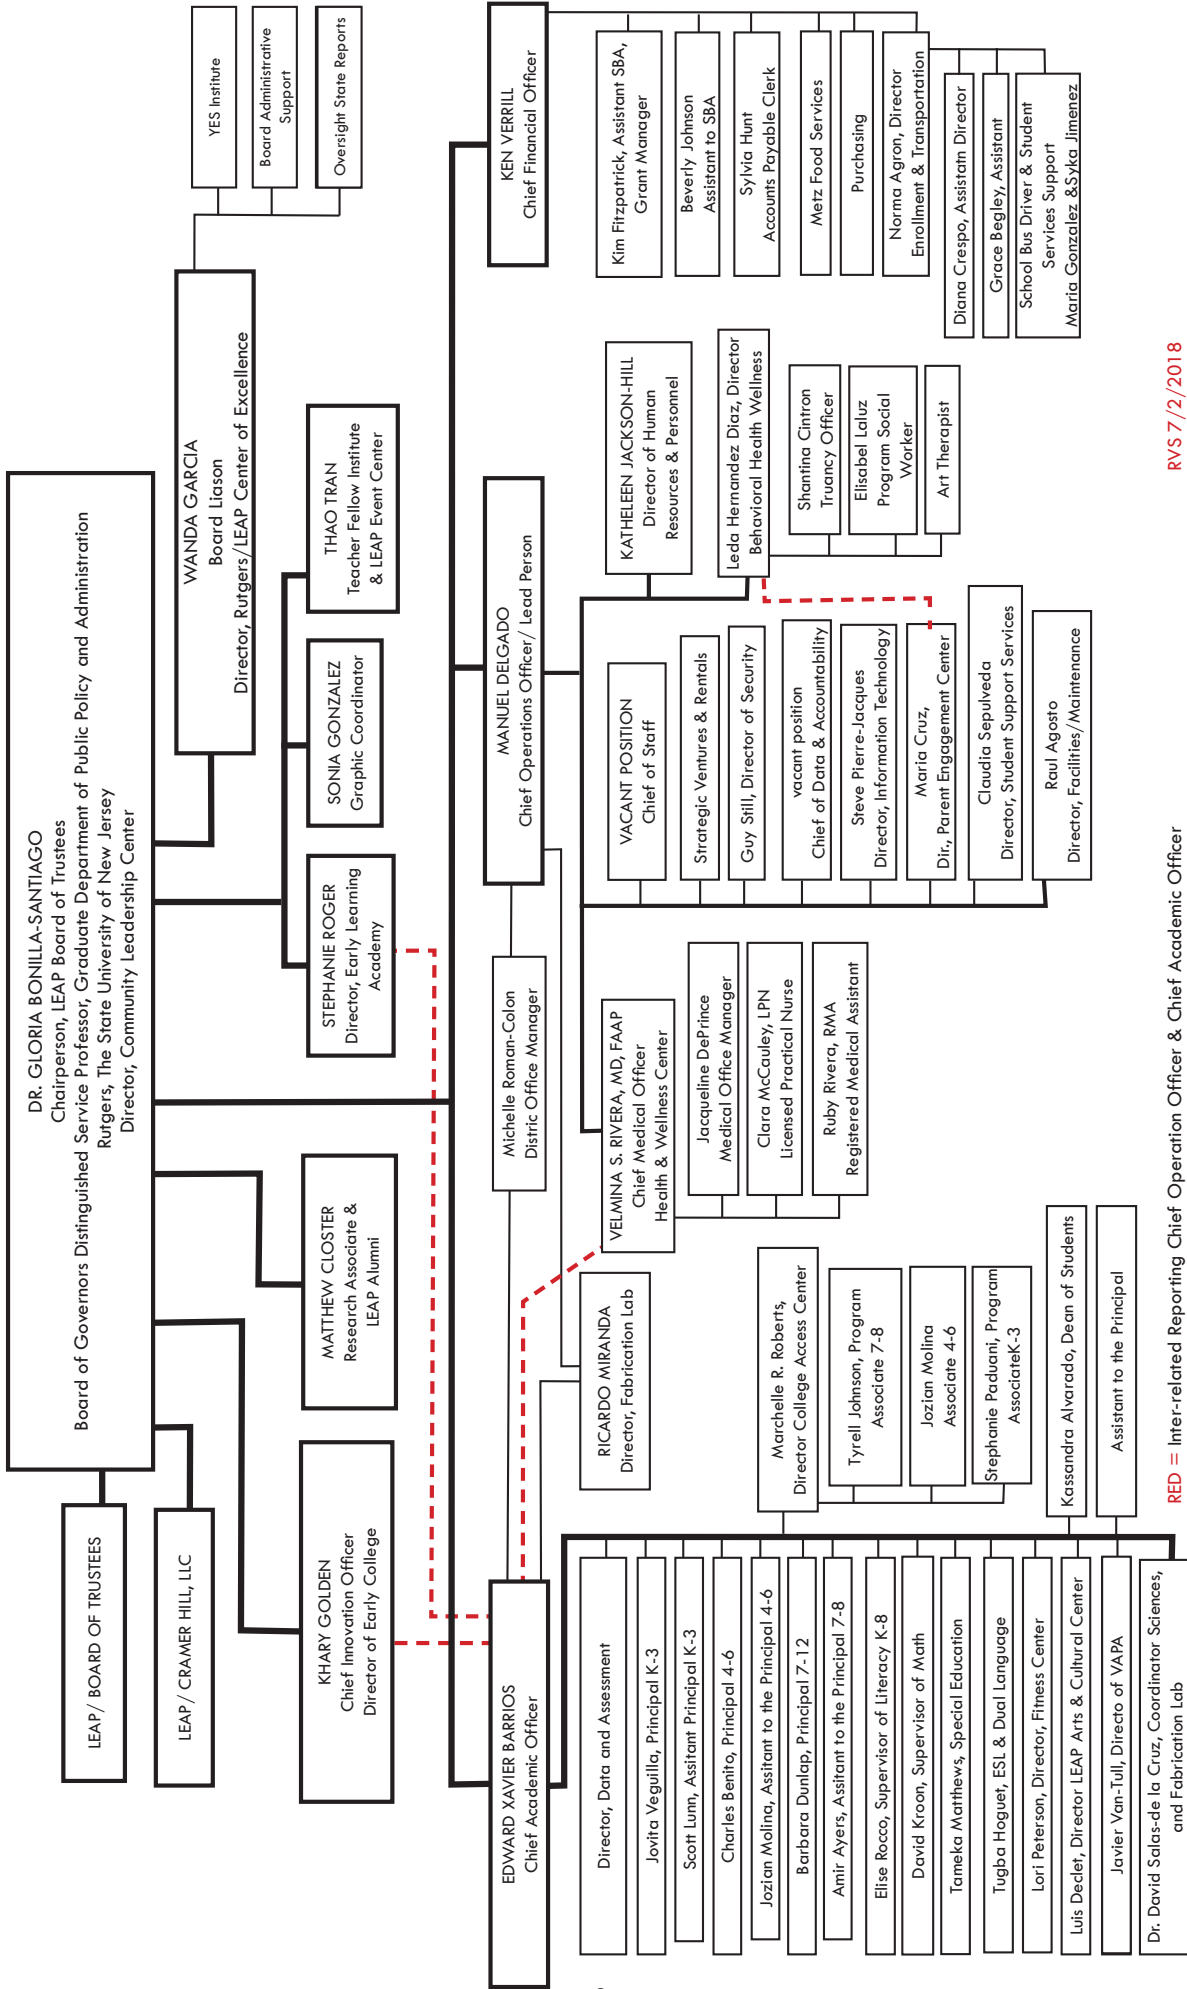 DR. GLORIA BONILLA-SANTIAGO
Chairperson, LEAP Board of Trustees
Board of Governors Distinguished Service Professor, Graduate Department of Public Policy and Administration
Rutgers, The State University of New Jersey
Director, Community Leadership Center
LEAP/ BOARD OF TRUSTEES
LEAP/ CRAMER HILL, LLC
WANDA GARCIA
Board Liason
Director, Rutgers/LEAP Center of Excellence
YES Institute
Board Administrative
Support
Oversight State Reports
KHARY GOLDEN
Chief Innovation Officer
Director of Early College
MATTHEW CLOSTER
Research Associate &
LEAP Alumni
STEPHANIE ROGER
Director, Early Learning
Academy
SONIA GONZALEZ
Graphic Coordinator
THAO TRAN
Teacher Fellow Institute
& LEAP Event Center
EDWARD XAVIER BARRIOS
Chief Academic Officer
Michelle Roman-Colon
Distric Office Manager
MANUEL DELGADO
Chief Operations Officer/ Lead Person
KEN VERRILL
Chief Financial Officer
Director, Data and Assessment
Jovita Veguilla, Principal K-3
Scott Lunn, Assitant Principal K-3
Charles Benito, Principal 4-6
Jozian Molina, Assitant to the Principal 4-6
Barbara Dunlap, Principal 7-12
Amir Ayers, Assitant to the Principal 7-8
Elise Rocco, Supervisor of Literacy K-8
David Kroon, Supervisor of Math
Tameka Matthews, Special Education
Tugba Hoguet, ESL & Dual Language
Lori Peterson, Director, Fitness Center
Luis Declet, Director LEAP Arts & Cultural Center
Javier Van-Tull, Directo of VAPA
Dr. David Salas-de la Cruz, Coordinator Sciences,
and Fabrication Lab
RICARDO MIRANDA
Director, Fabrication Lab
Marchelle R. Roberts,
Director College Access Center
Tyrell Johnson, Program
Associate 7-8
Jozian Molina
Associate 4-6
Stephanie Paduani, Program
AssociateK-3
Kassandra Alvarado, Dean of Students
Assistant to the Principal
VELMINA S. RIVERA, MD, FAAP
Chief Medical Officer
Health & Wellness Center
Jacqueline DePrince
Medical Office Manager
Clara McCauley, LPN
Licensed Practical Nurse
Ruby Rivera, RMA
Registered Medical Assistant
VACANT POSITION
Chief of Staff
Strategic Ventures & Rentals
Guy Still, Director of Security
vacant position
Chief of Data & Accountability
Steve Pierre-Jacques
Director, Information Technology
Maria Cruz,
Dir., Parent Engagement Center
Claudia Sepulveda
Director, Student Support Services
Raul Agosto
Director, Facilities/Maintenance
KATHELEEN JACKSON-HILL
Director of Human
Resources & Personnel
Leda Hernandez Diaz, Director
Behavioral Health Wellness
Shantina Cintron
Truancy Officer
Elisabel Laluz
Program Social
Worker
Art Therapist
Kim Fitzpatrick, Assistant SBA,
Grant Manager
Beverly Johnson
Assistant to SBA
Sylvia Hunt
Accounts Payable Clerk
Metz Food Services
Purchasing
Norma Agron, Director
Enrollment & Transportation
Diana Crespo, Assistatn Director
Grace Begley, Assistant
School Bus Driver & Student
Services Support
Maria Gonzalez &Syka Jimenez
RED = Inter-related Reporting Chief Operation Officer & Chief Academic Officer
RVS 7/2/2018